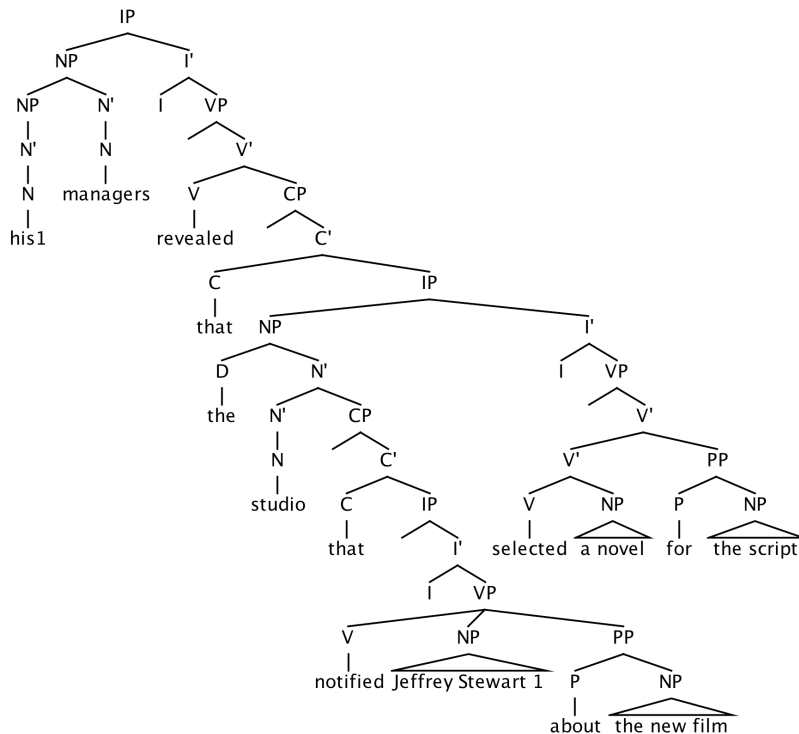 IP
NP I'
NP N' I VP
N' N V'
N managers V CP
his1 revealed C'
C IP
that NP I'
D N' I VP
the N' CP V'
N C' V' PP
studio C IP V NP P NP
that I' selected a novel for the script
I VP
V NP PP
notified Jeffrey Stewart 1 P NP
about the new film